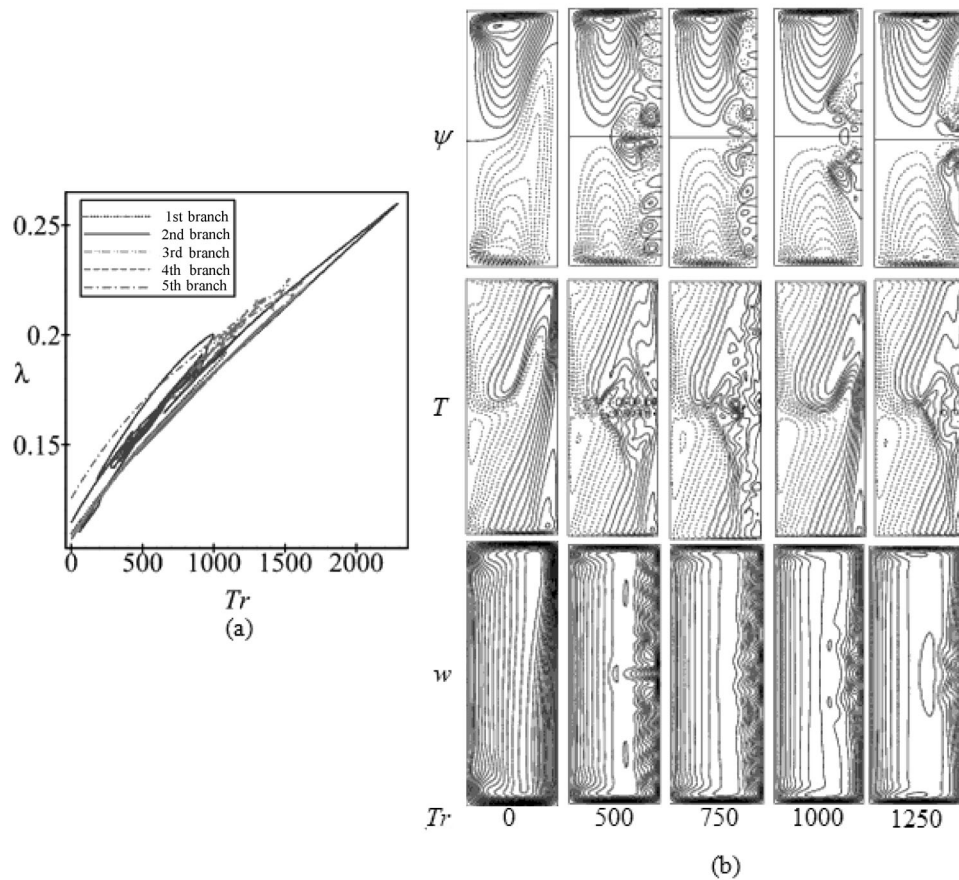 0.25
0.2
λ
0.15
0 500 1000 1500 2000
Tr
(a)
1st branch
2nd branch
3rd branch
4th branch
5th branch
ψ
T
w
Tr 0 500 750 1000 1250
(b)